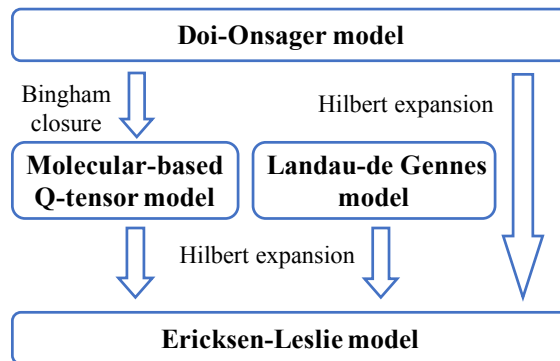 Doi-Onsager model
Bingham
closure
Hilbert expansion
Molecular-based
Q-tensor model
Landau-de Gennes
model
Hilbert expansion
Ericksen-Leslie model